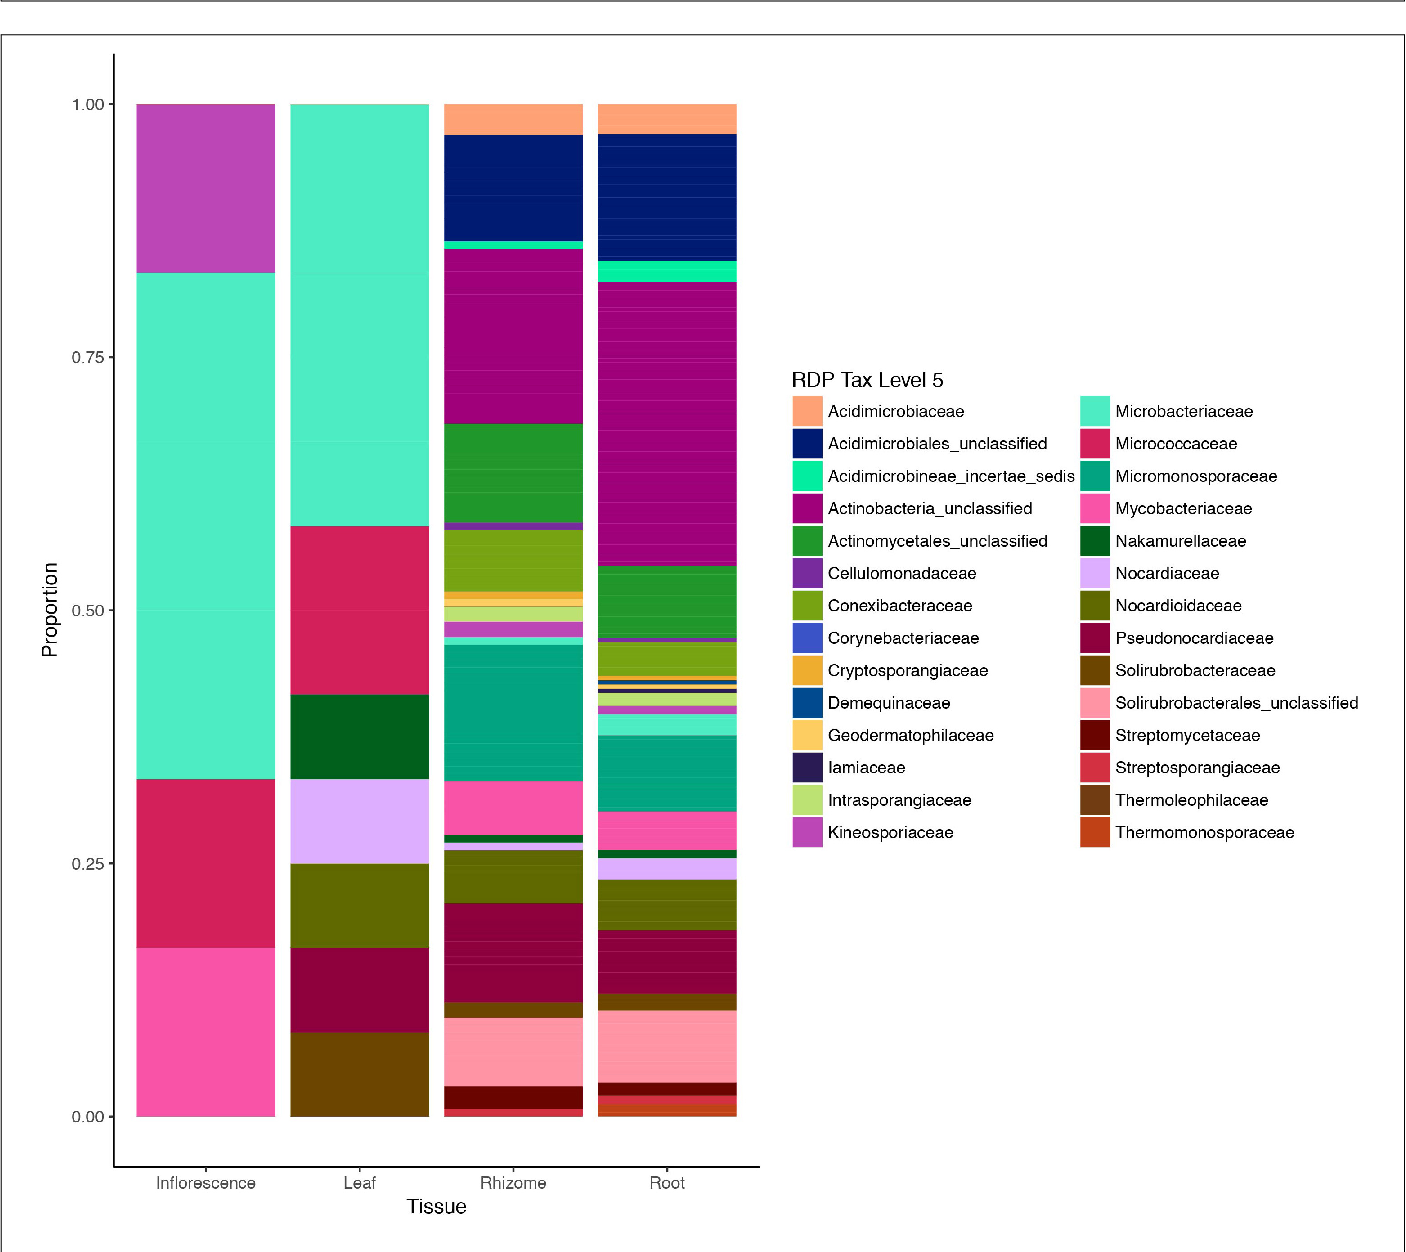 1.00
0.75
0.50
0.25
0.00
Proportion
Inflorescence
Leaf
Rhizome
Root
Tissue
RDP Tax Level 5
Acidimicrobiaceae
Acidimicrobiales_unclassified
Acidimicrobineae_incertae_sedis
Actinobacteria_unclassified
Actinomycetales_unclassified
Cellulomonadaceae
Conexibacteraceae
Corynebacteriaceae
Cryptosporangiaceae
Demequinaceae
Geodermatophilaceae
Iamiaceae
Intrasporangiaceae
Kineosporiaceae
Microbacteriaceae
Micrococcaceae
Micromonosporaceae
Mycobacteriaceae
Nakamurellaceae
Nocardiaceae
Nocardioidaceae
Pseudonocardiaceae
Solirubrobacteraceae
Solirubrobacterales_unclassified
Streptomycetaceae
Streptosporangiaceae
Thermoleophilaceae
Thermomonosporaceae